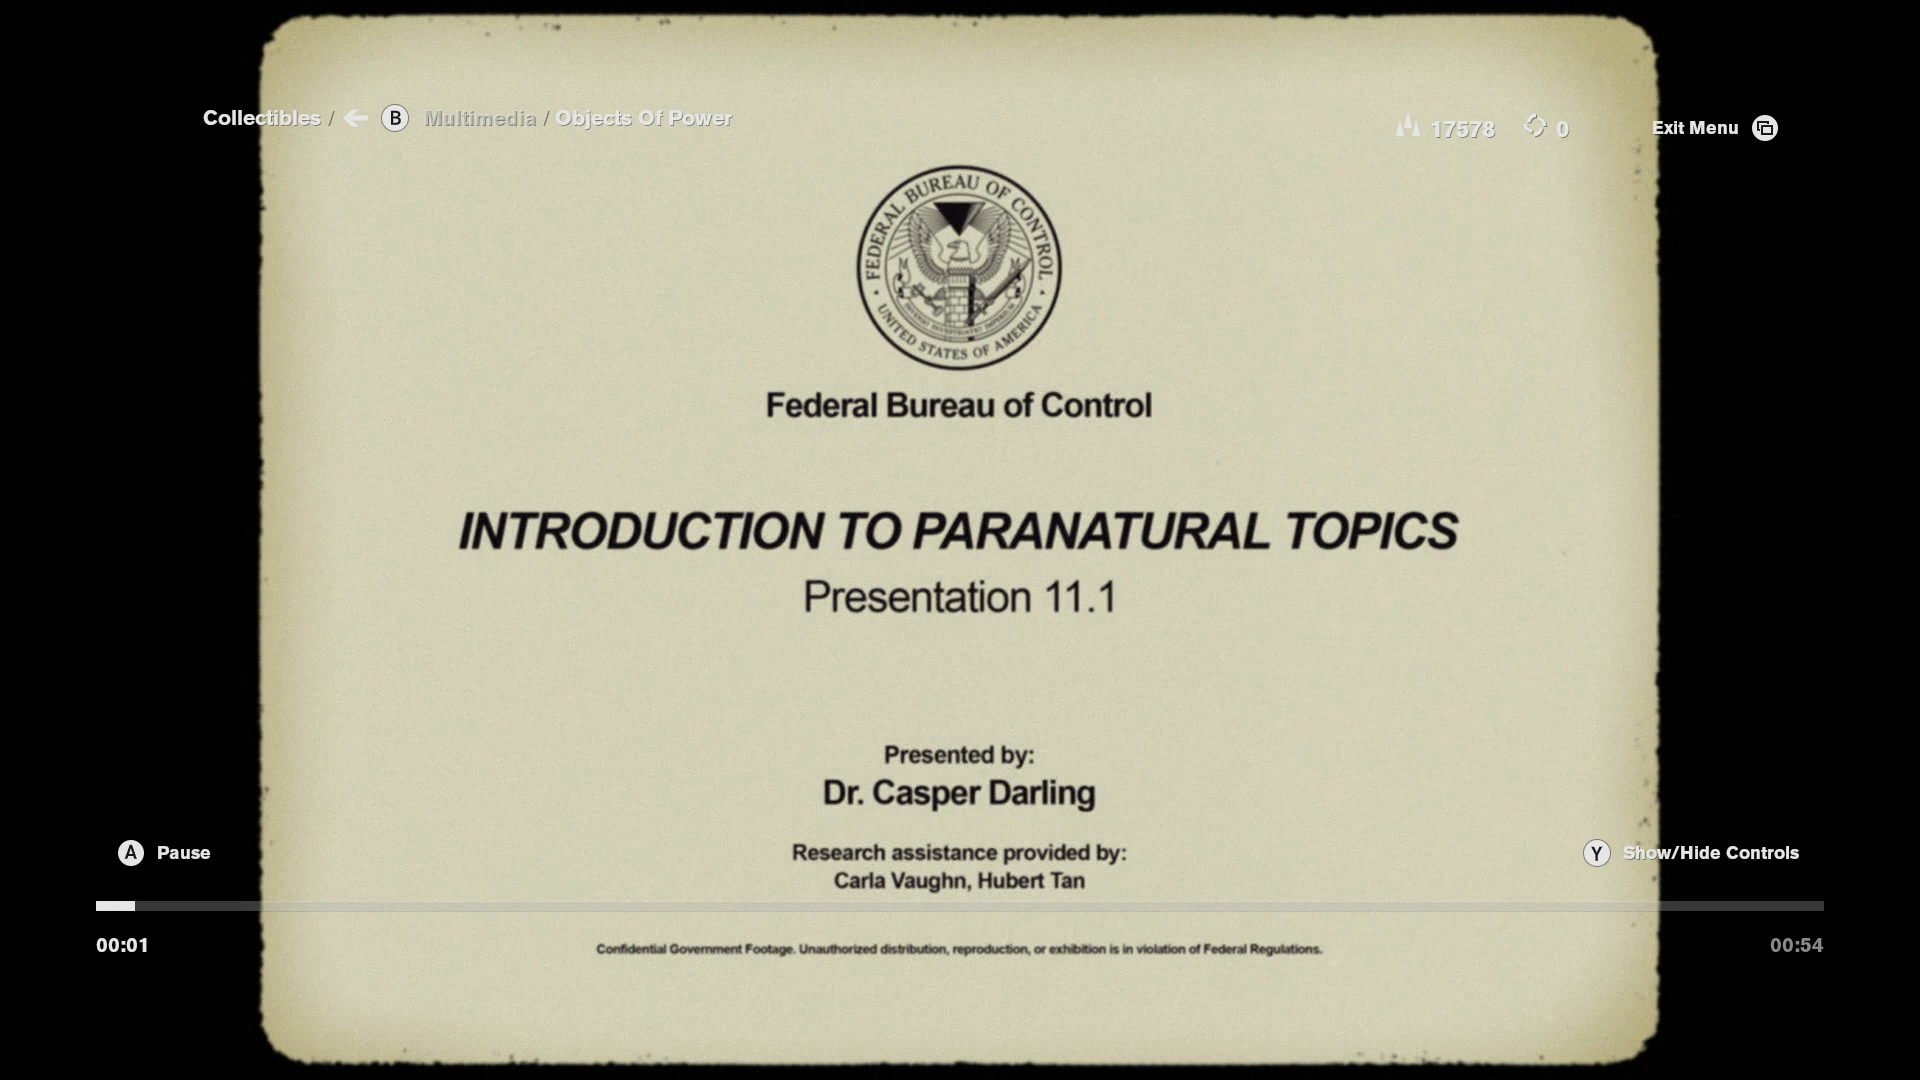 Collectibles / B Multimedia / Objects Of Power
17578 0 Exit Menu
FEDERAL BUREAU OF CONTROL
UNITED STATES OF AMERICA
Federal Bureau of Control
INTRODUCTION TO PARANATURAL TOPICS
Presentation 11.1
Presented by:
Dr. Casper Darling
A Pause
Y Show/Hide Controls
Research assistance provided by:
Carla Vaughn, Hubert Tan
00:01
00:54
Confidential Government Footage. Unauthorized distribution, reproduction, or exhibition is in violation of Federal Regulations.